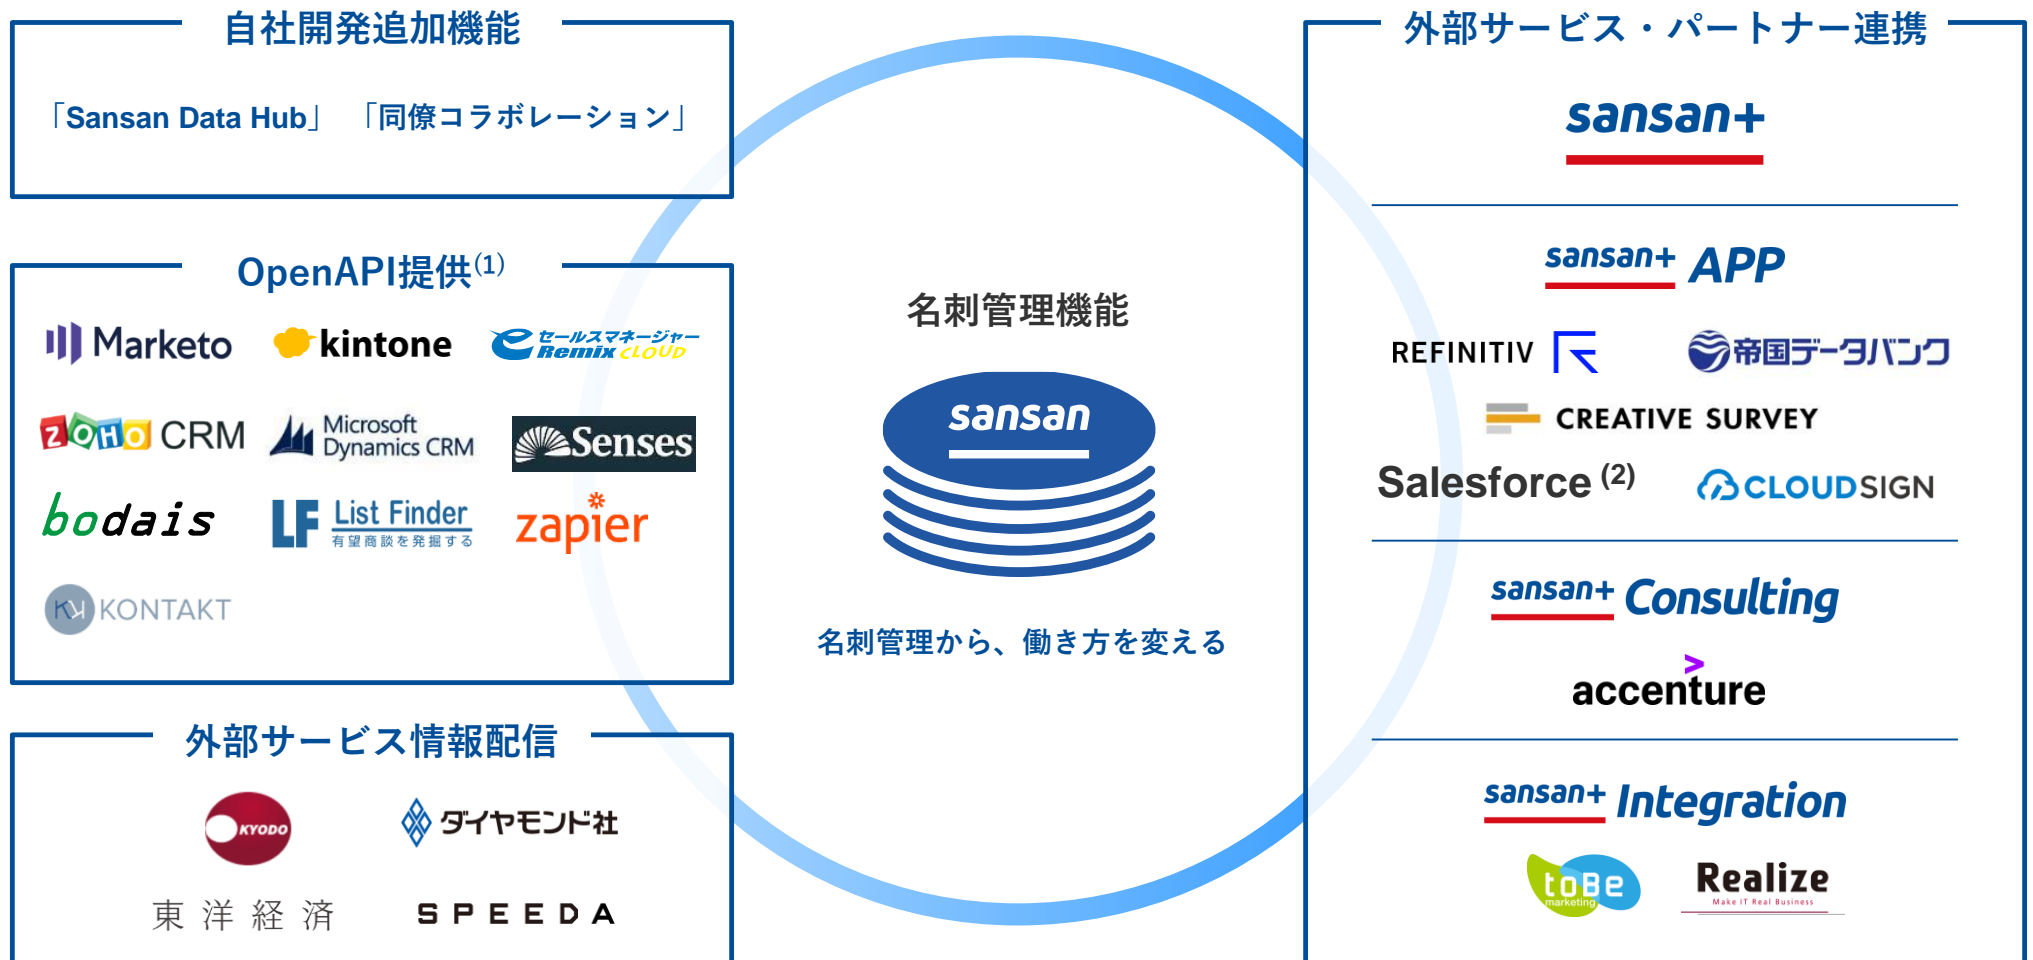 自社開発追加機能
「Sansan Data Hub」 「同僚コラボレーション」
OpenAPI提供(1)
Marketo
kintone
eセールスマネージャー
Remix CLOUD
ZOHO CRM
Microsoft
Dynamics CRM
Senses
bodais
LF List Finder
有望商談を発掘する
zapier
KONTAKT
外部サービス情報配信
KYODO
ダイヤモンド社
東洋経済
SPEEDA
名刺管理機能
sansan
名刺管理から、働き方を変える
外部サービス・パートナー連携
sansan+
sansan+ APP
REFINITIV
帝国データバンク
CREATIVE SURVEY
Salesforce (2)
CLOUDSIGN
sansan+ Consulting
accenture
sansan+ Integration
toBe
marketing
Realize
Make IT Real Business